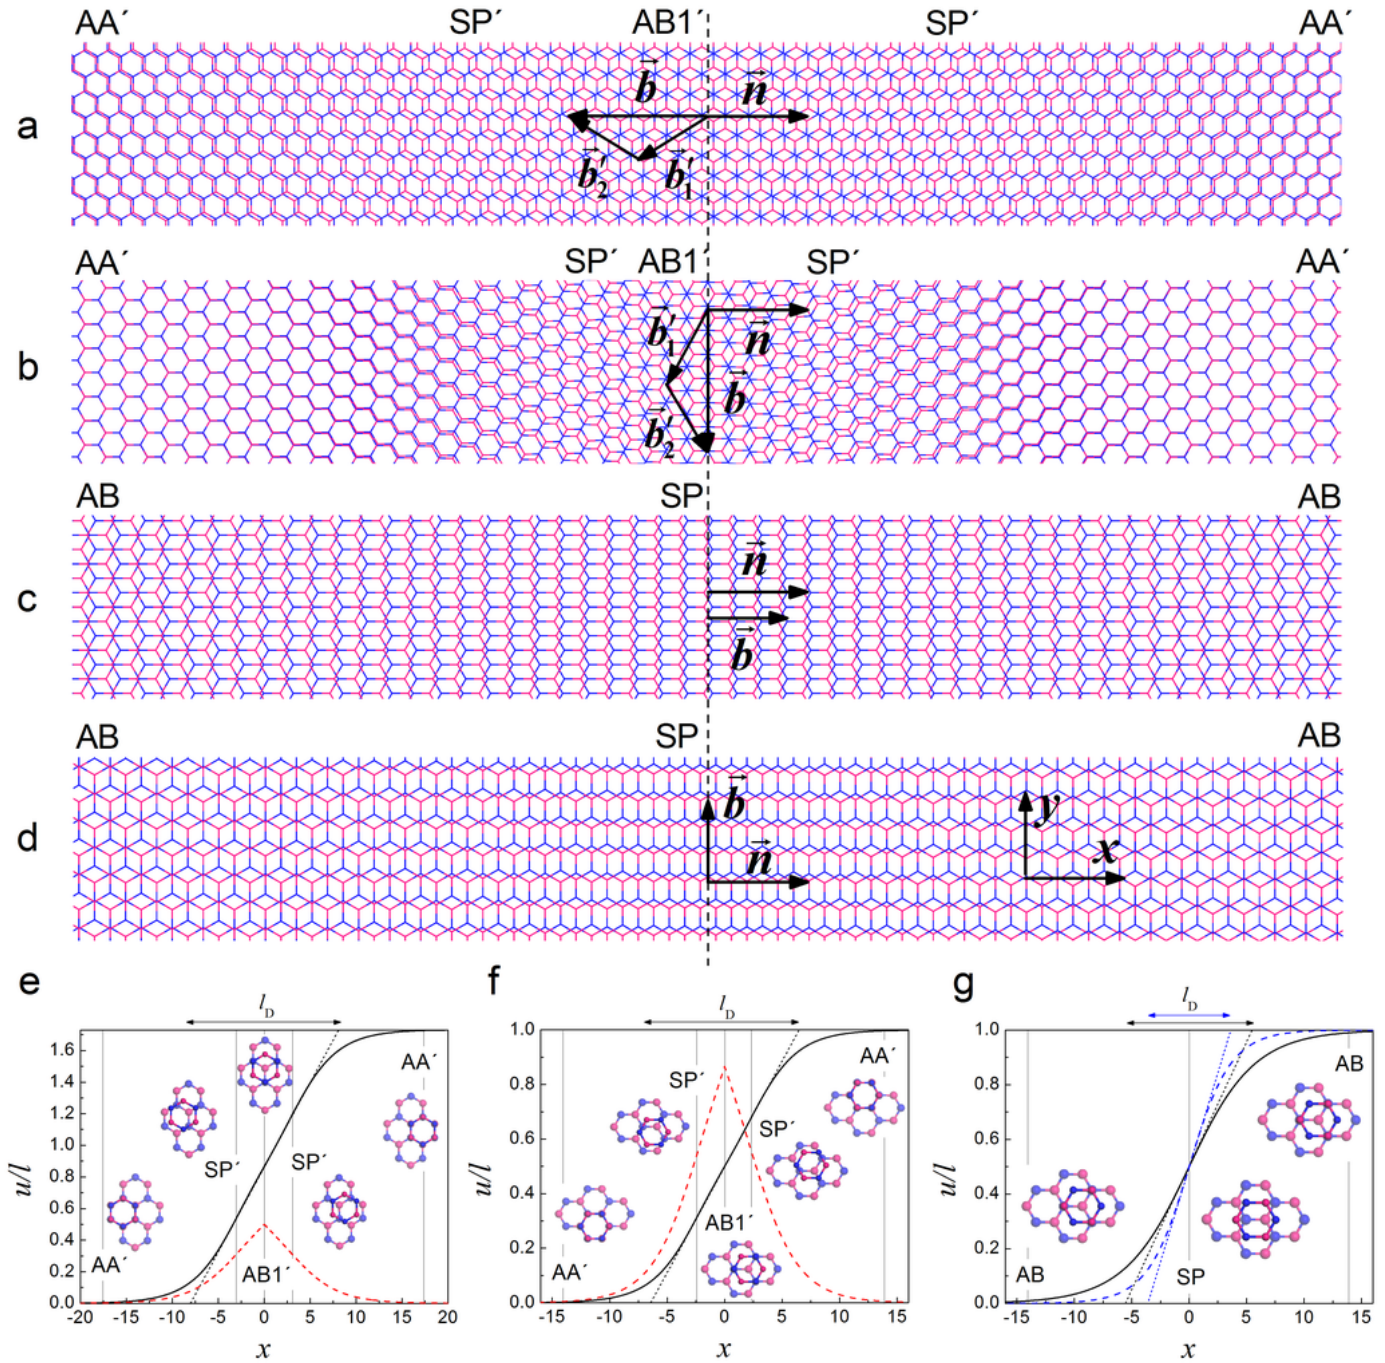 AA´ SP´ AB1´ SP´ AA´
a
b⃗ n⃗
b⃗′₂ b⃗′₁
AA´ SP´ AB1´ SP´ AA´
b
b⃗′₁ n⃗
b⃗′₂ b⃗
AB SP AB
c
n⃗
b⃗
AB SP AB
d
b⃗ y
n⃗ x
e
l_D
u/l
1.6
1.4
1.2
1.0
0.8
0.6
0.4
0.2
0.0
AA´
SP´ SP´
AA´ AB1´
-20 -15 -10 -5 0 5 10 15 20
x
f
l_D
u/l
1.0
0.8
0.6
0.4
0.2
0.0
AA´
SP´
SP´
AB1´
AA´
-15 -10 -5 0 5 10 15
x
g
l_D
u/l
1.0
0.8
0.6
0.4
0.2
0.0
AB
AB SP
-15 -10 -5 0 5 10 15
x